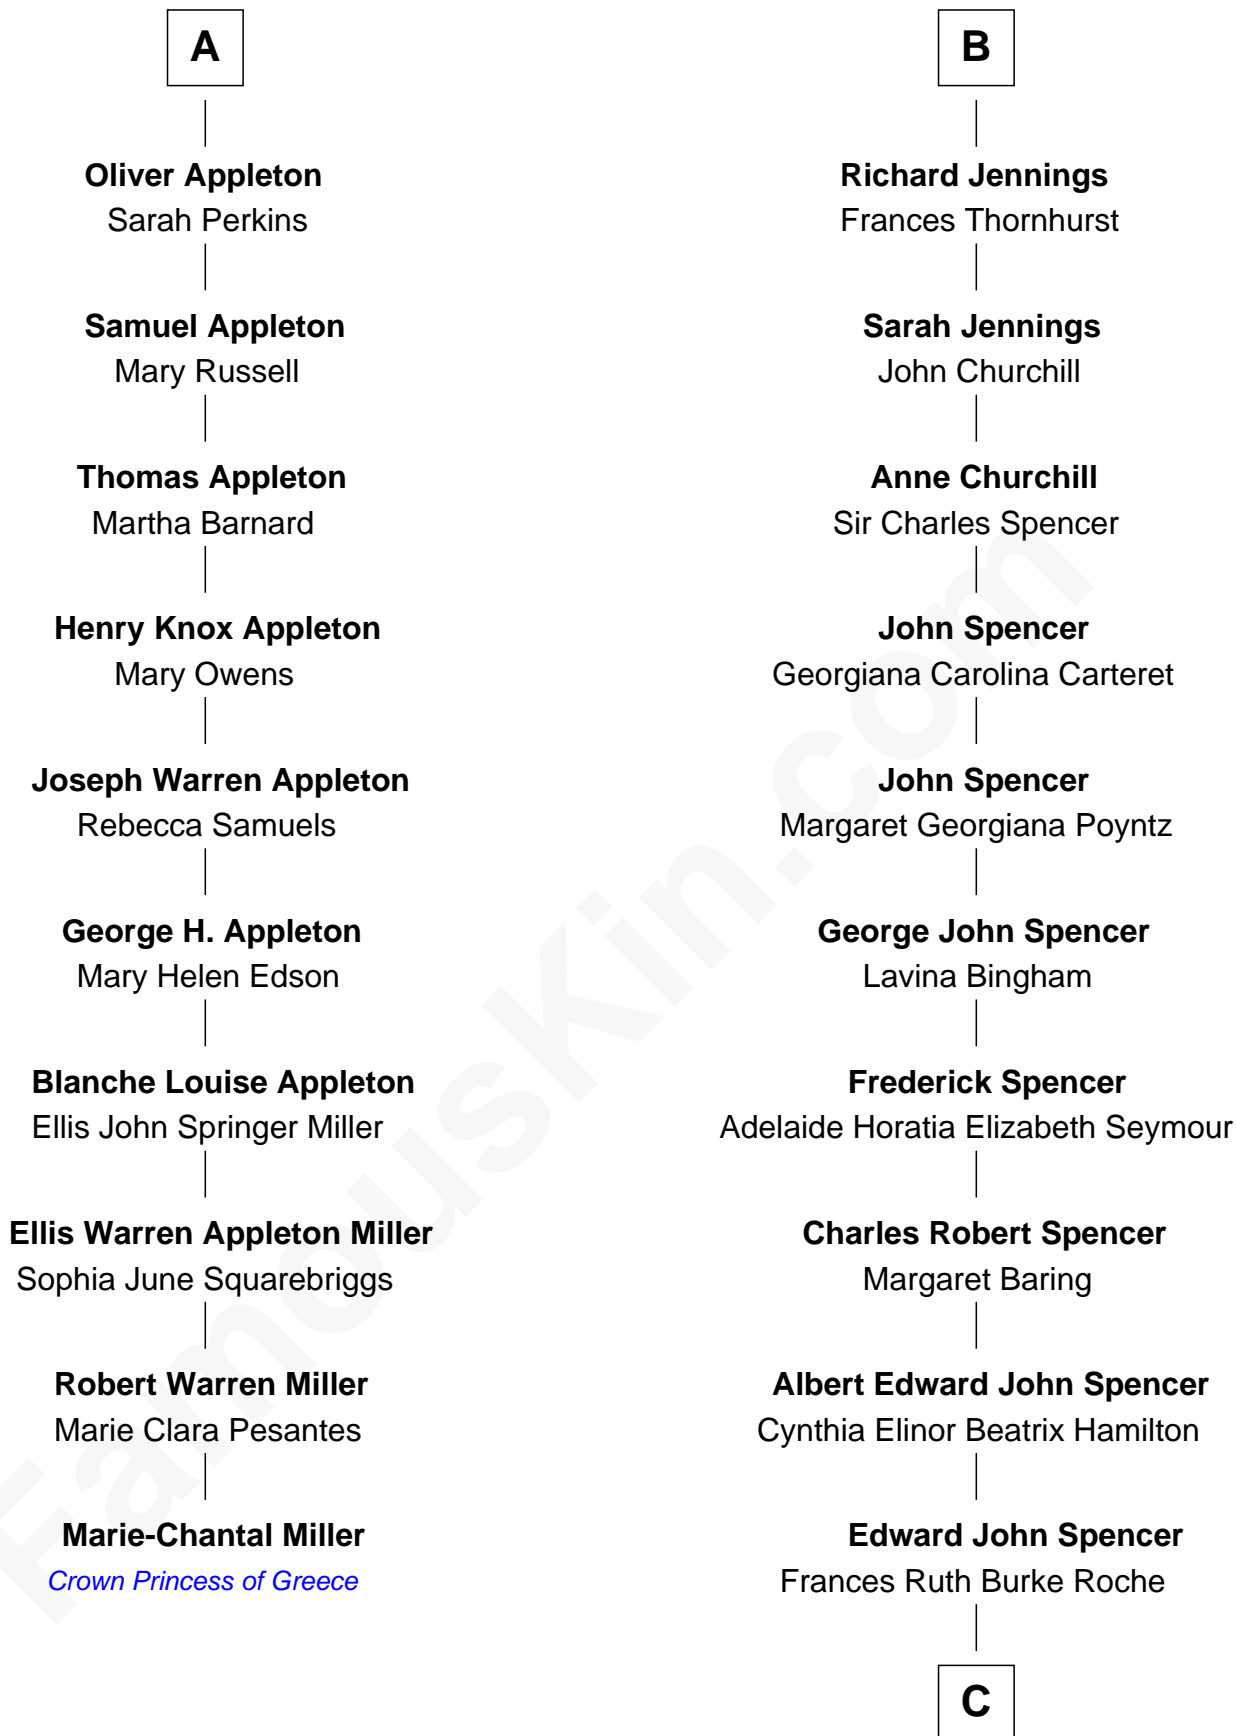 A
Oliver Appleton
Sarah Perkins
Samuel Appleton
Mary Russell
Thomas Appleton
Martha Barnard
Henry Knox Appleton
Mary Owens
Joseph Warren Appleton
Rebecca Samuels
George H. Appleton
Mary Helen Edson
Blanche Louise Appleton
Ellis John Springer Miller
Ellis Warren Appleton Miller
Sophia June Squarebriggs
Robert Warren Miller
Marie Clara Pesantes
Marie-Chantal Miller
Crown Princess of Greece
B
Richard Jennings
Frances Thornhurst
Sarah Jennings
John Churchill
Anne Churchill
Sir Charles Spencer
John Spencer
Georgiana Carolina Carteret
John Spencer
Margaret Georgiana Poyntz
George John Spencer
Lavina Bingham
Frederick Spencer
Adelaide Horatia Elizabeth Seymour
Charles Robert Spencer
Margaret Baring
Albert Edward John Spencer
Cynthia Elinor Beatrix Hamilton
Edward John Spencer
Frances Ruth Burke Roche
C
FamousKin.com